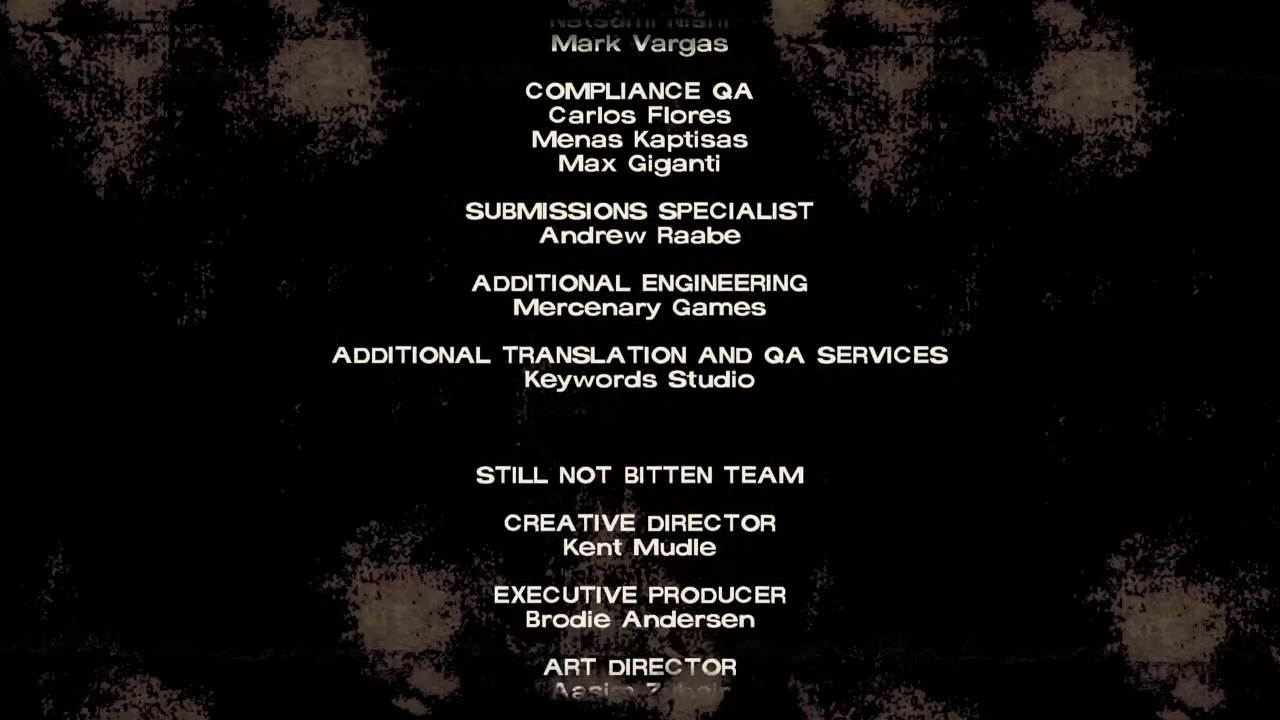 Natsumi Nishi
Mark Vargas
COMPLIANCE QA
Carlos Flores
Menas Kaptisas
Max Giganti
SUBMISSIONS SPECIALIST
Andrew Raabe
ADDITIONAL ENGINEERING
Mercenary Games
ADDITIONAL TRANSLATION AND QA SERVICES
Keywords Studio
STILL NOT BITTEN TEAM
CREATIVE DIRECTOR
Kent Mudle
EXECUTIVE PRODUCER
Brodie Andersen
ART DIRECTOR